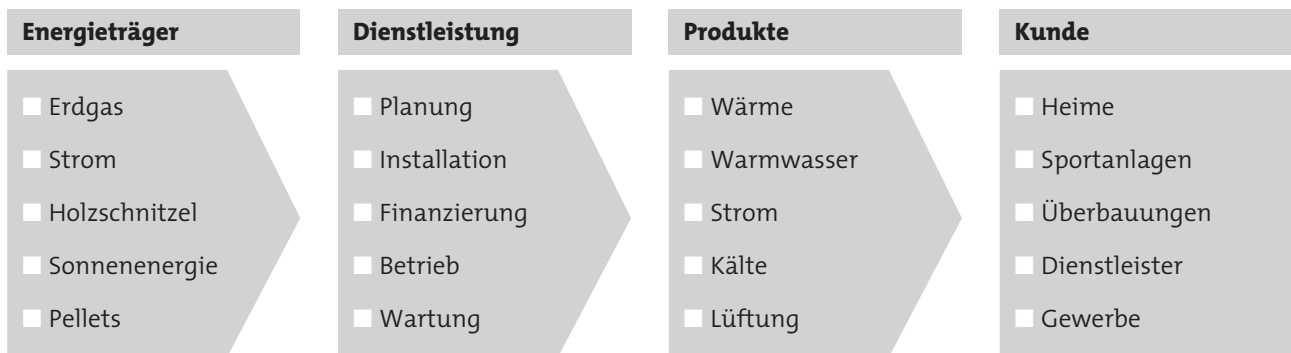 Energieträger
Erdgas
Strom
Holzschnitzel
Sonnenenergie
Pellets
Dienstleistung
Planung
Installation
Finanzierung
Betrieb
Wartung
Produkte
Wärme
Warmwasser
Strom
Kälte
Lüftung
Kunde
Heime
Sportanlagen
Überbauungen
Dienstleister
Gewerbe